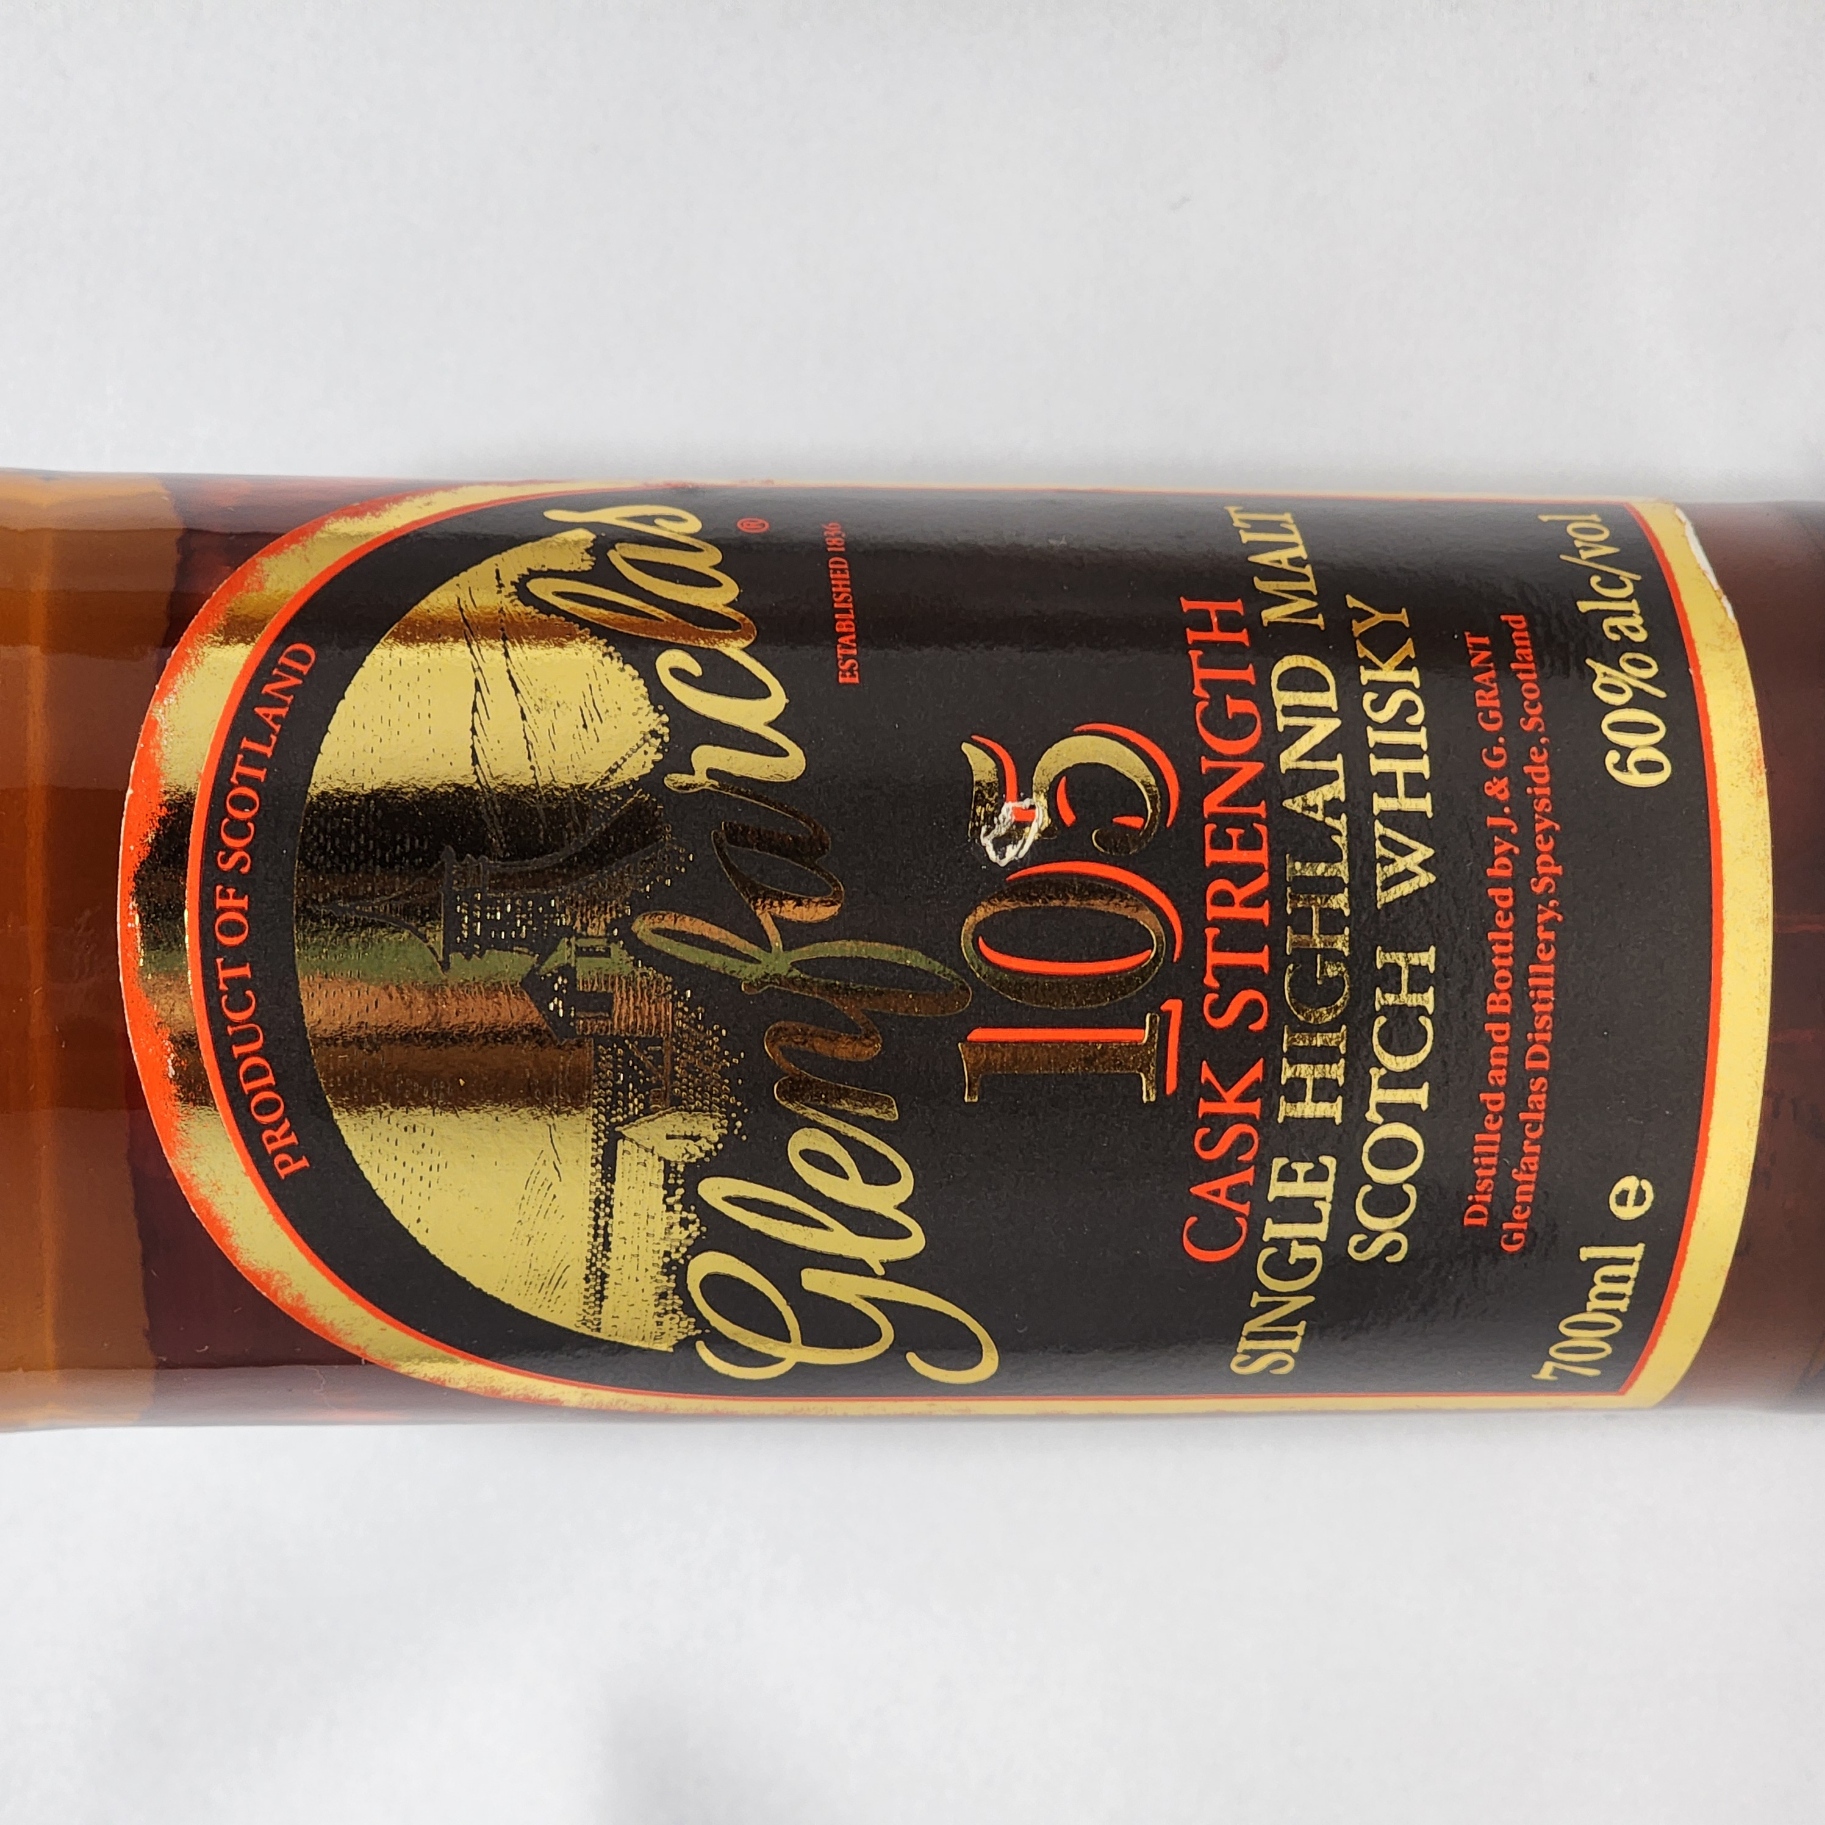 PRODUCT OF SCOTLAND
Glenfarclas®
ESTABLISHED 1836
105
CASK STRENGTH
SINGLE HIGHLAND MALT
SCOTCH WHISKY
Distilled and Bottled by J. & G. GRANT
Glenfarclas Distillery, Speyside, Scotland
700ml e 60% alc/vol